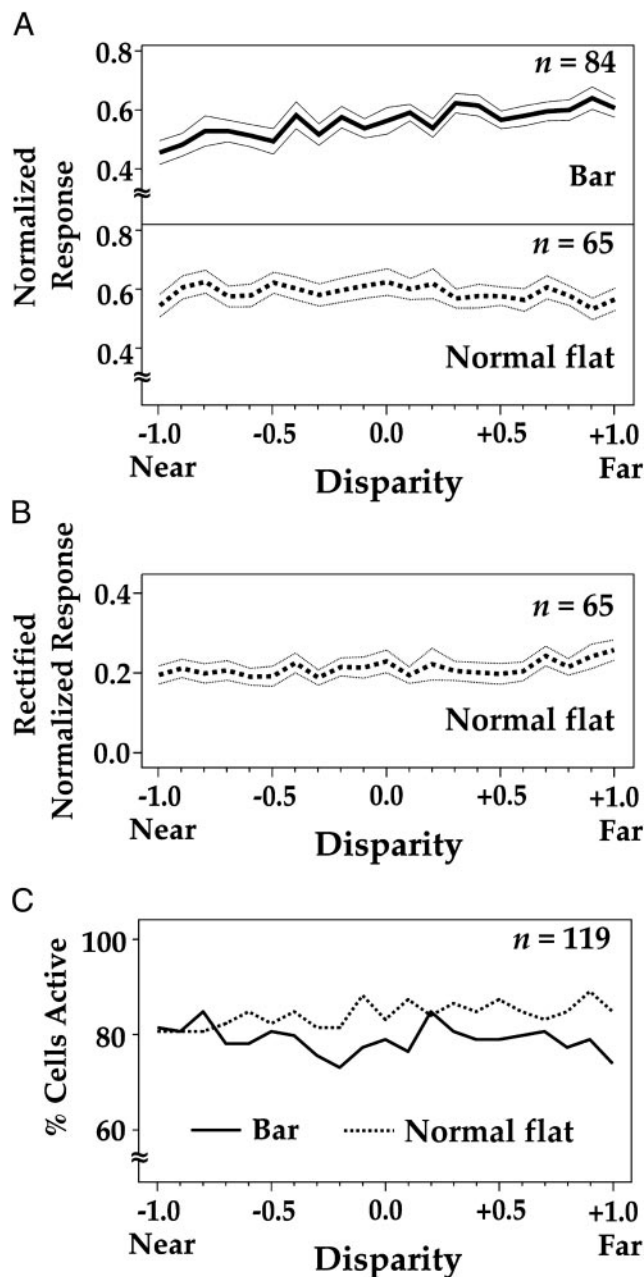 A
0.8
n = 84
0.6
0.4
Bar
Normalized
Response
0.8
n = 65
0.6
0.4
Normal flat
-1.0 -0.5 0.0 +0.5 +1.0
Near Disparity Far
B
0.4
n = 65
Rectified
Normalized Response
0.2
Normal flat
0.0
-1.0 -0.5 0.0 +0.5 +1.0
Near Disparity Far
C
100
n = 119
% Cells Active
80
60
Bar Normal flat
-1.0 -0.5 0.0 +0.5 +1.0
Near Disparity Far